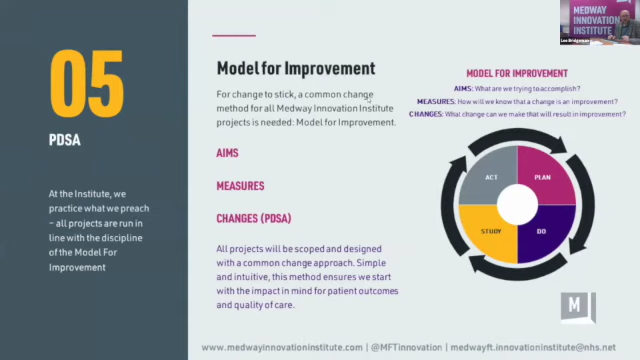 05
PDSA
At the Institute, we
practice what we preach
– all projects are run in
line with the discipline
of the Model For
Improvement
Model for Improvement
For change to stick, a common change
method for all Medway Innovation Institute
projects is needed: Model for Improvement.
AIMS
MEASURES
CHANGES (PDSA)
All projects will be scoped and designed
with a common change approach. Simple
and intuitive, this method ensures we start
with the impact in mind for patient outcomes
and quality of care.
MODEL FOR IMPROVEMENT
AIMS: What are we trying to accomplish?
MEASURES: How will we know that a change is an improvement?
CHANGES: What change can we make that will result in improvement?
ACT
PLAN
STUDY
DO
M
www.medwayinnovationinstitute.com | @MFTinnovation | medwayft.innovationinstitute@nhs.net
MEDWAY
INNOVATION
INSTITUTE